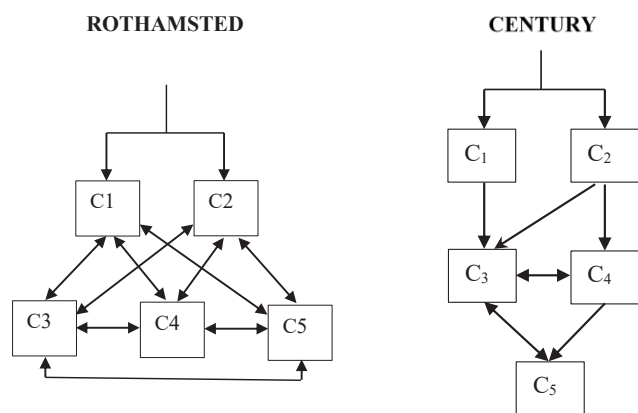 ROTHAMSTED
C1 C2
C3 C4 C5
CENTURY
C₁ C₂
C₃ C₄
C₅